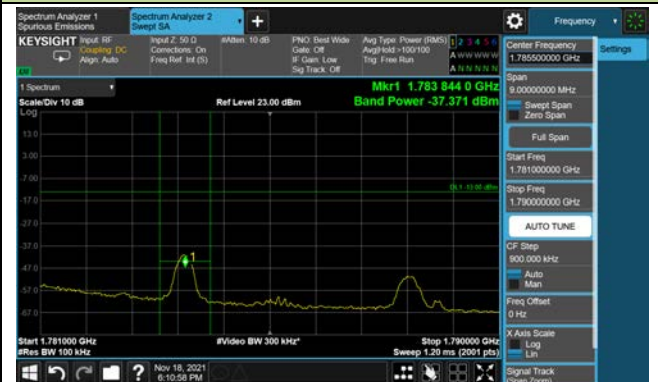 Spectrum Analyzer 1
Spurious Emissions
Spectrum Analyzer 2
Swept SA
Frequency
KEYSIGHT
Input: RF
Coupling: DC
Align: Auto
Input Z: 50 Ω
Corrections: On
Freq Ref: Int (S)
#Atten: 10 dB
PNO: Best Wide
Gate: Off
IF Gain: Low
Sig Track: Off
Avg Type: Power (RMS)
Avg|Hold:>100/100
Trig: Free Run
1 2 3 4 5 6
A W W W W W
A N N N N N
Settings
Center Frequency
1.785500000 GHz
Span
9.00000000 MHz
Swept Span
Zero Span
Full Span
Start Freq
1.781000000 GHz
Stop Freq
1.790000000 GHz
AUTO TUNE
CF Step
900.000 kHz
Auto
Man
Freq Offset
0 Hz
X Axis Scale
Log
Lin
Signal Track
(Span Zoom)
1 Spectrum
Scale/Div 10 dB
Ref Level 23.00 dBm
Mkr1 1.783 844 0 GHz
Band Power -37.371 dBm
Log
13.0
3.00
-7.00
-17.0
-27.0
-37.0
-47.0
-57.0
-67.0
DL1 -13.00 dBm
1
Start 1.781000 GHz
#Res BW 100 kHz
#Video BW 300 kHz*
Stop 1.790000 GHz
Sweep 1.20 ms (2001 pts)
Nov 18, 2021
6:10:58 PM